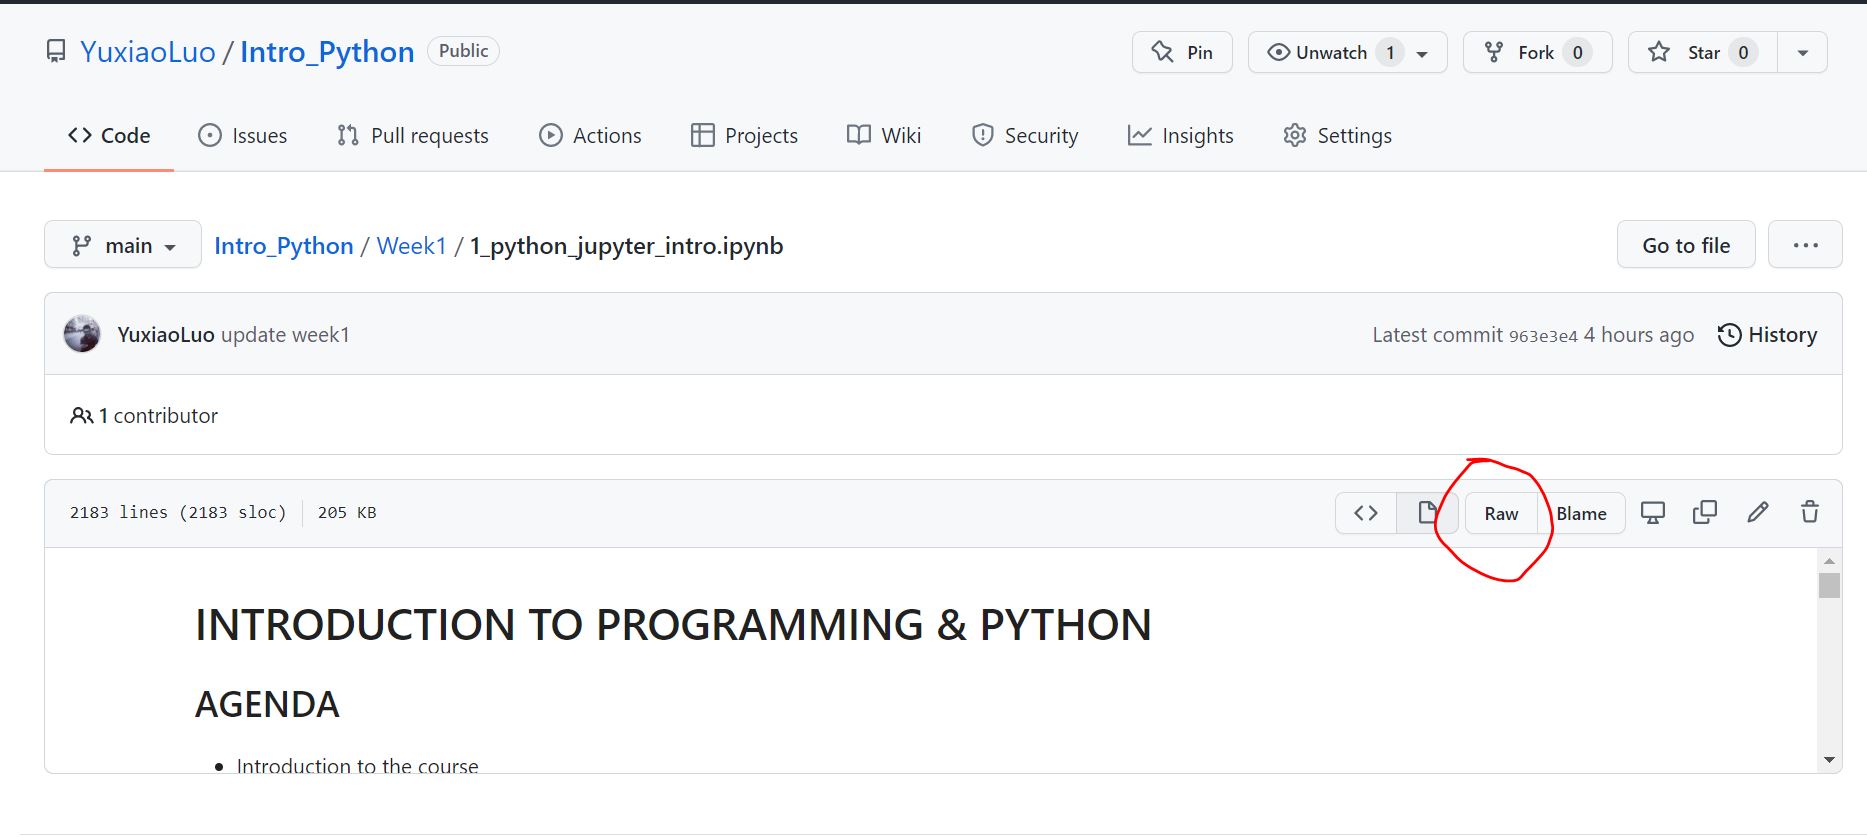 YuxiaoLuo / Intro_Python Public Pin Unwatch 1 Fork 0 Star 0
Code Issues Pull requests Actions Projects Wiki Security Insights Settings
main Intro_Python / Week1 / 1_python_jupyter_intro.ipynb Go to file ...
YuxiaoLuo update week1 Latest commit 963e3e4 4 hours ago History
1 contributor
2183 lines (2183 sloc) 205 KB <> Raw Blame
INTRODUCTION TO PROGRAMMING & PYTHON
AGENDA
• Introduction to the course